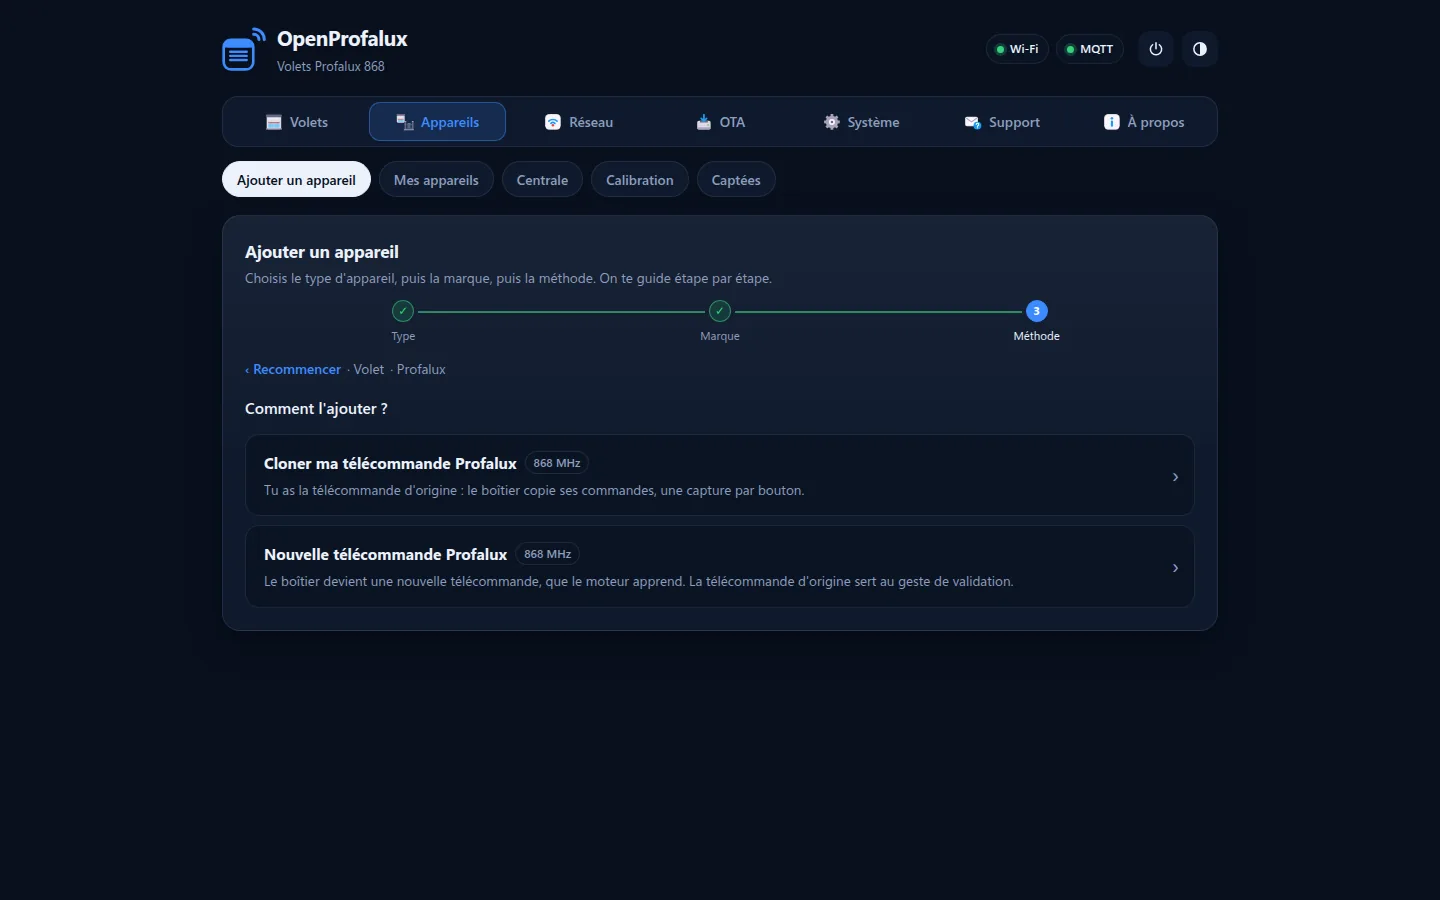 OpenProfalux
Volets Profalux 868
Wi-Fi
MQTT
Volets
Appareils
Réseau
OTA
Système
Support
À propos
Ajouter un appareil
Mes appareils
Centrale
Calibration
Captées
Ajouter un appareil
Choisis le type d'appareil, puis la marque, puis la méthode. On te guide étape par étape.
✓
✓
3
Type
Marque
Méthode
‹ Recommencer · Volet · Profalux
Comment l'ajouter ?
Cloner ma télécommande Profalux 868 MHz
Tu as la télécommande d'origine : le boîtier copie ses commandes, une capture par bouton.
›
Nouvelle télécommande Profalux 868 MHz
Le boîtier devient une nouvelle télécommande, que le moteur apprend. La télécommande d'origine sert au geste de validation.
›